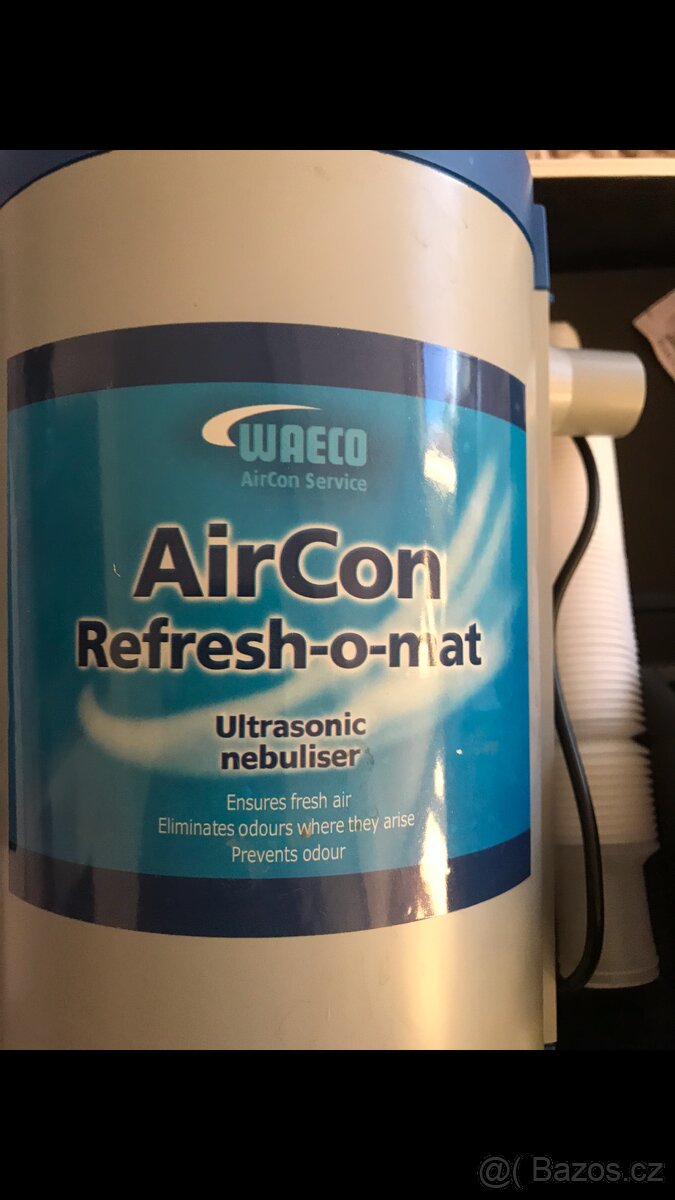 WAECO
AirCon Service
AirCon
Refresh-o-mat
Ultrasonic
nebuliser
Ensures fresh air
Eliminates odours where they arise
Prevents odour
@( Bazos.cz